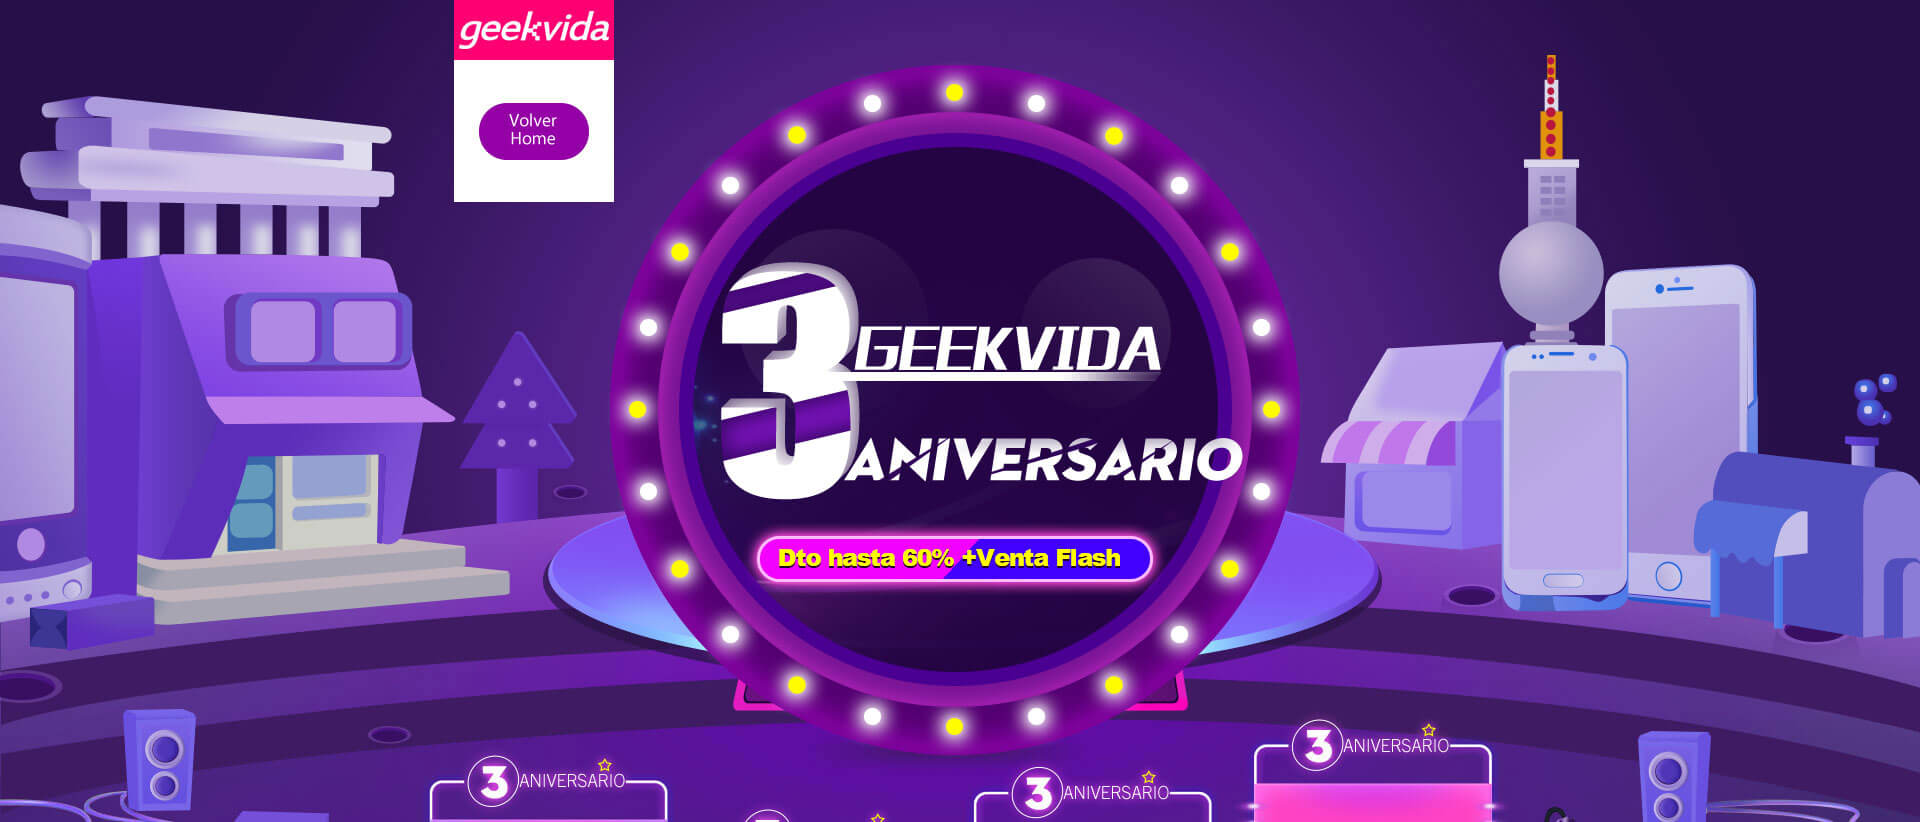 geekvida
Volver
Home
3
GEEKVIDA
ANIVERSARIO
Dto hasta 60% +Venta Flash
3 ANIVERSARIO
3 ANIVERSARIO
3 ANIVERSARIO